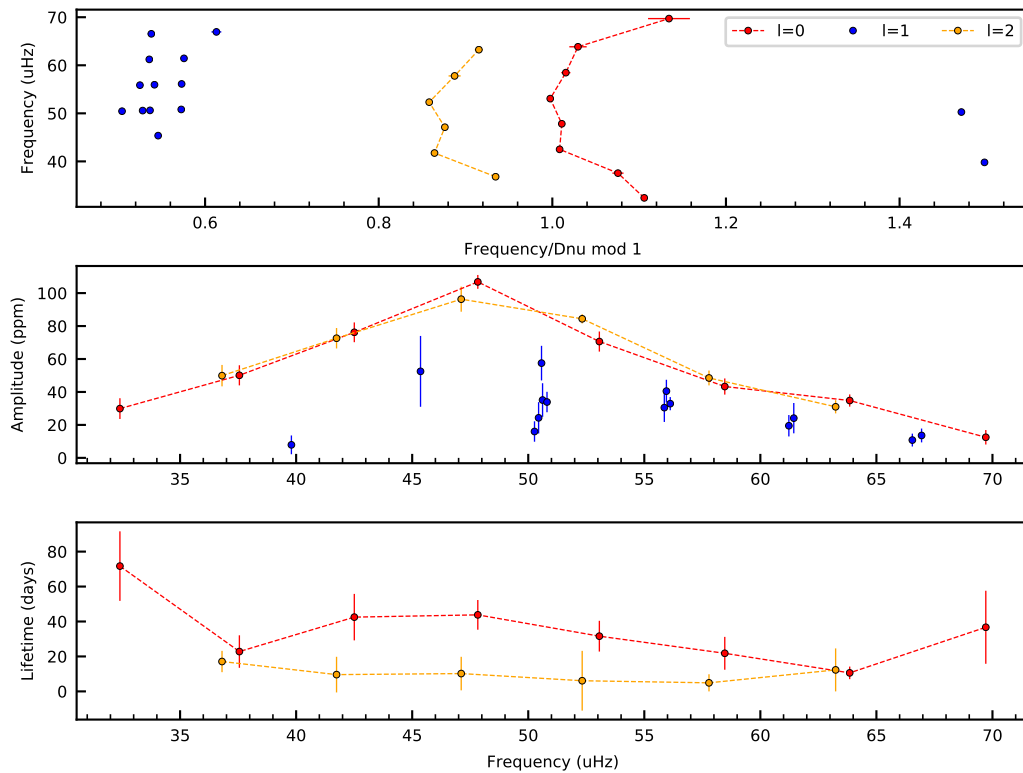 70
60
50
40
Frequency (uHz)
l=0 l=1 l=2
0.6 0.8 1.0 1.2 1.4
Frequency/Dnu mod 1
100
80
60
40
20
0
Amplitude (ppm)
35 40 45 50 55 60 65 70
80
60
40
20
0
Lifetime (days)
35 40 45 50 55 60 65 70
Frequency (uHz)